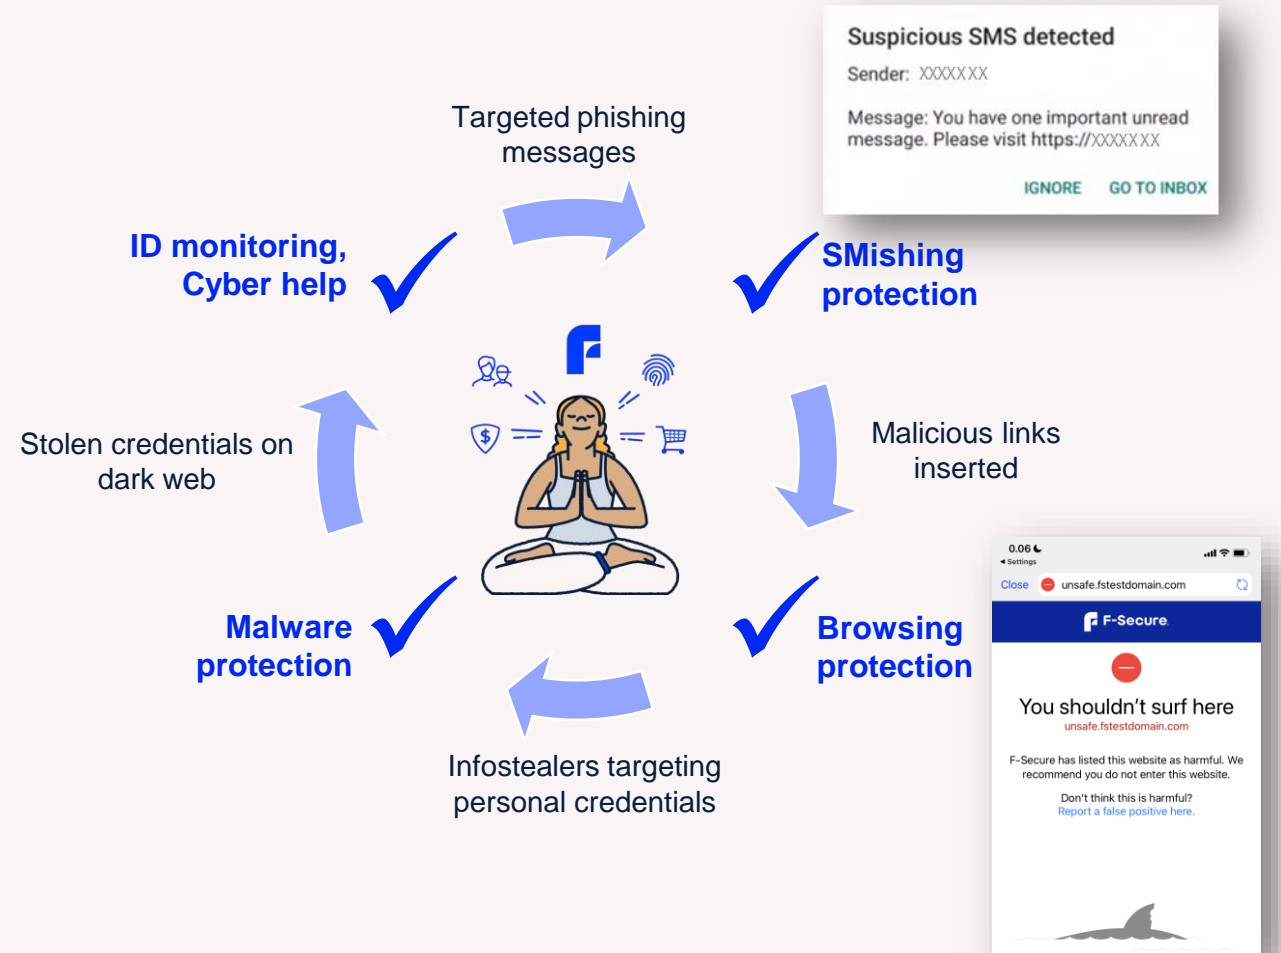 Suspicious SMS detected
Sender: XXXXXXX
Message: You have one important unread
message. Please visit https://XXXXXXX
IGNORE GO TO INBOX
Targeted phishing
messages
ID monitoring,
Cyber help
SMishing
protection
Stolen credentials on
dark web
$
Malicious links
inserted
Malware
protection
Browsing
protection
Infostealers targeting
personal credentials
0.06
Settings
Close unsafe.fstestdomain.com
F-Secure
You shouldn't surf here
unsafe.fstestdomain.com
F-Secure has listed this website as harmful. We
recommend you do not enter this website.
Don't think this is harmful?
Report a false positive here.